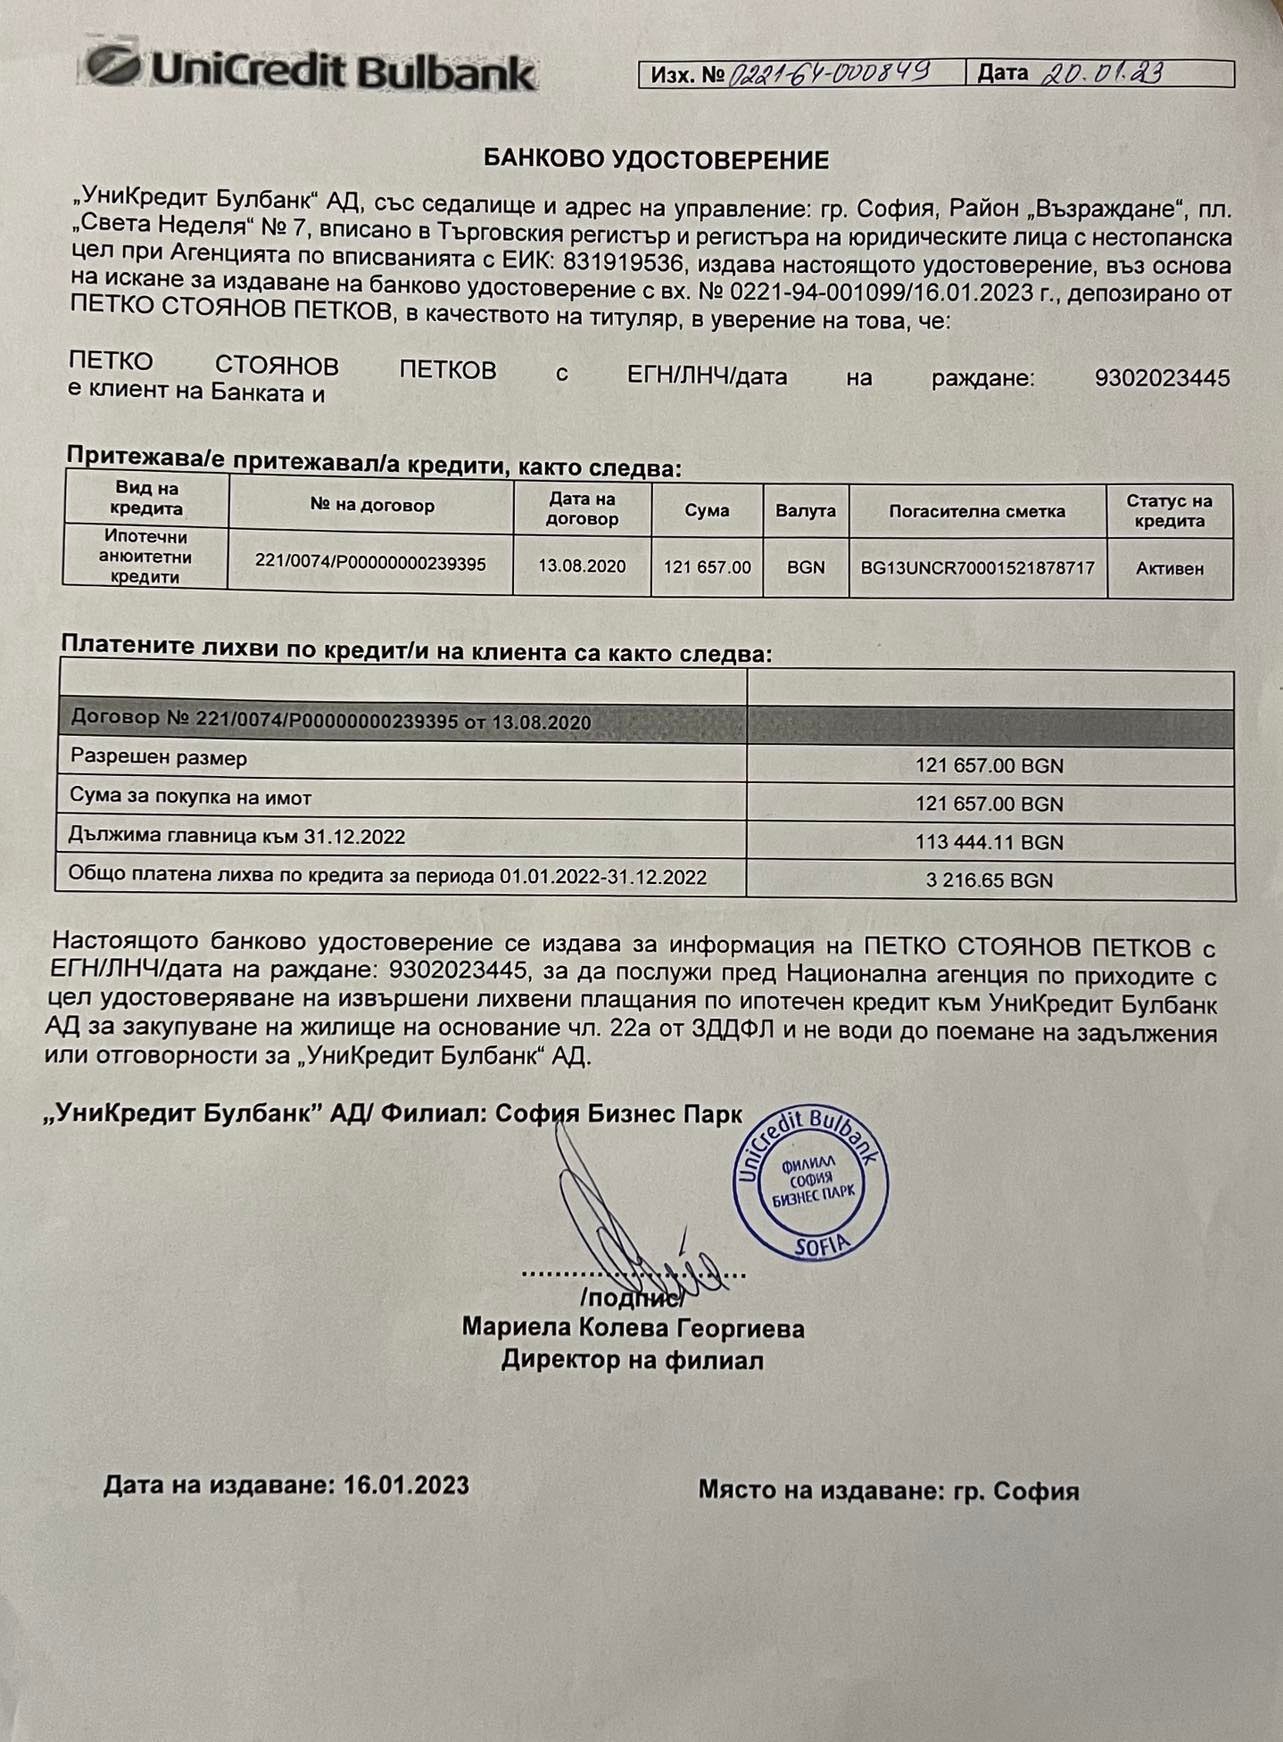 UniCredit Bulbank
Изх. № 0221-64-000849 Дата 20.01.23
БАНКОВО УДОСТОВЕРЕНИЕ
„УниКредит Булбанк“ АД, със седалище и адрес на управление: гр. София, Район „Възраждане“, пл.
„Света Неделя“ № 7, вписано в Търговския регистър и регистъра на юридическите лица с нестопанска
цел при Агенцията по вписванията с ЕИК: 831919536, издава настоящото удостоверение, въз основа
на искане за издаване на банково удостоверение с вх. № 0221-94-001099/16.01.2023 г., депозирано от
ПЕТКО СТОЯНОВ ПЕТКОВ, в качеството на титуляр, в уверение на това, че:
ПЕТКО СТОЯНОВ ПЕТКОВ с ЕГН/ЛНЧ/дата на раждане: 9302023445
е клиент на Банката и
Притежава/е притежавал/а кредити, както следва:
Вид на кредита № на договор Дата на договор Сума Валута Погасителна сметка Статус на кредита
Ипотечни анюитетни кредити 221/0074/P00000000239395 13.08.2020 121 657.00 BGN BG13UNCR70001521878717 Активен
Платените лихви по кредит/и на клиента са както следва:
Договор № 221/0074/P00000000239395 от 13.08.2020
Разрешен размер 121 657.00 BGN
Сума за покупка на имот 121 657.00 BGN
Дължима главница към 31.12.2022 113 444.11 BGN
Общо платена лихва по кредита за периода 01.01.2022-31.12.2022 3 216.65 BGN
Настоящото банково удостоверение се издава за информация на ПЕТКО СТОЯНОВ ПЕТКОВ с
ЕГН/ЛНЧ/дата на раждане: 9302023445, за да послужи пред Национална агенция по приходите с
цел удостоверяване на извършени лихвени плащания по ипотечен кредит към УниКредит Булбанк
АД за закупуване на жилище на основание чл. 22а от ЗДДФЛ и не води до поемане на задължения
или отговорности за „УниКредит Булбанк“ АД.
„УниКредит Булбанк” АД/ Филиал: София Бизнес Парк
UniCredit Bulbank
ФИЛИАЛ
СОФИЯ
БИЗНЕС ПАРК
SOFIA
/подпис/
Мариела Колева Георгиева
Директор на филиал
Дата на издаване: 16.01.2023 Място на издаване: гр. София